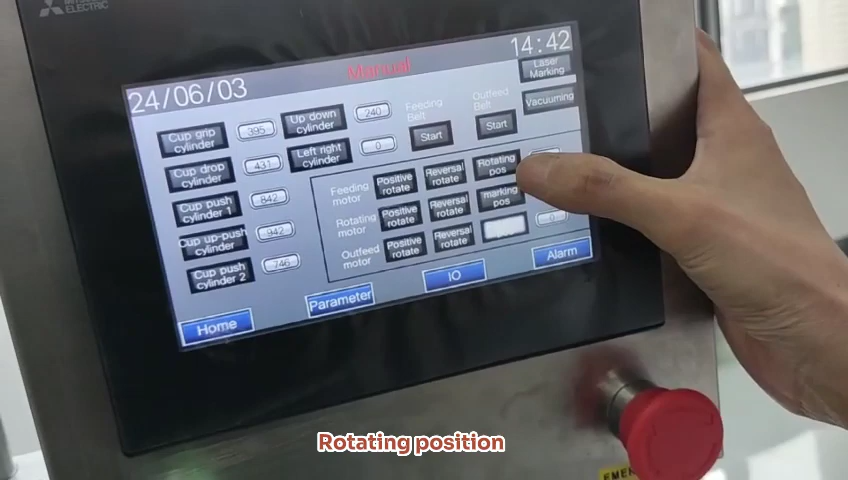 MITSUBISHI
ELECTRIC
24/06/03
Manual
14:42
Laser
Marking
Vacuuming
Cup grip
cylinder
395
Up down
cylinder
240
Feeding
Belt
Start
Outfeed
Belt
Start
Cup drop
cylinder
431
Left right
cylinder
0
Cup push
cylinder 1
842
Cup up-push
cylinder
942
Cup push
cylinder 2
746
Feeding
motor
Positive
rotate
Reversal
rotate
Rotating
pos
Rotating
motor
Positive
rotate
Reversal
rotate
marking
pos
Outfeed
motor
Positive
rotate
Reversal
rotate
0
Home
Parameter
IO
Alarm
Rotating position